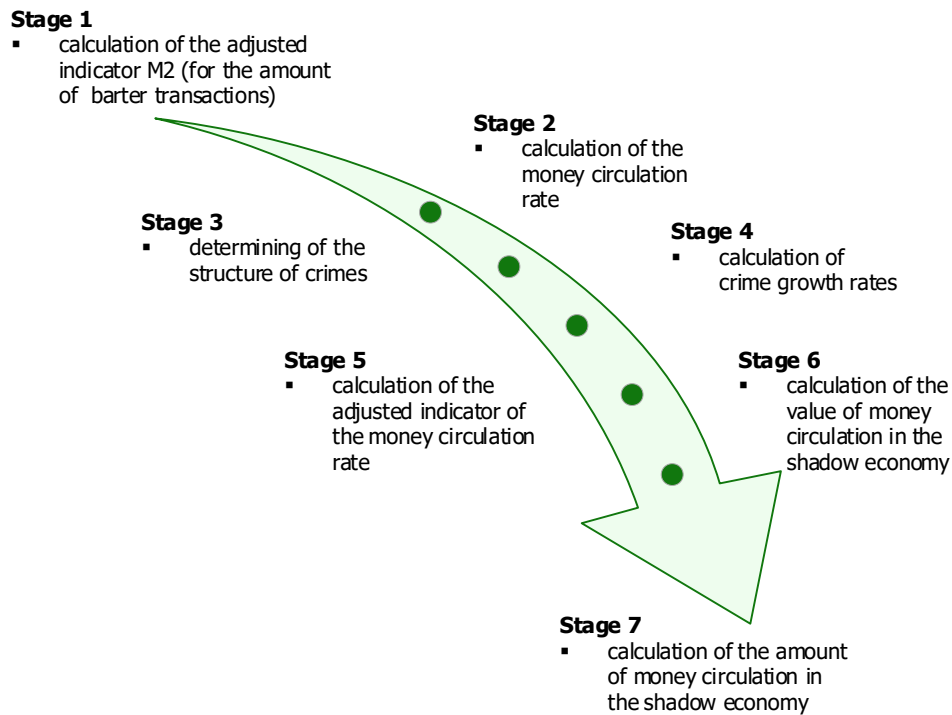 Stage 1
▪ calculation of the adjusted
indicator M2 (for the amount
of barter transactions)
Stage 2
▪ calculation of the
money circulation
rate
Stage 3
▪ determining of the
structure of crimes
Stage 4
▪ calculation of
crime growth rates
Stage 5
▪ calculation of the
adjusted indicator of
the money circulation
rate
Stage 6
▪ calculation of the
value of money
circulation in the
shadow economy
Stage 7
▪ calculation of the amount
of money circulation in
the shadow economy